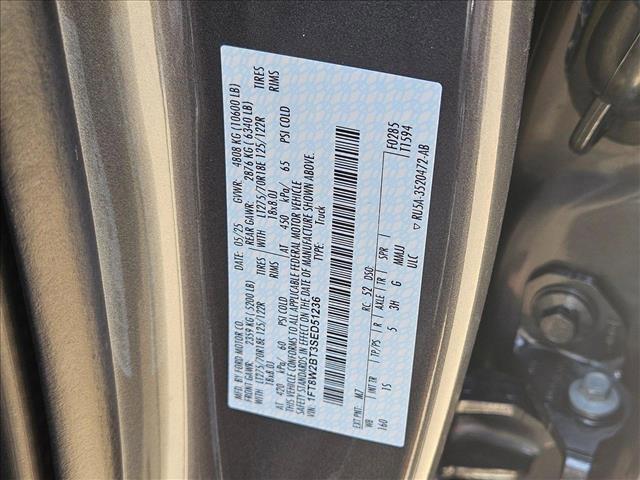 MFD. BY FORD MOTOR CO.
DATE: 05/25 GVWR: 4808 KG (10600 LB)
FRONT GAWR: 2359 KG (5200 LB) REAR GAWR: 2876 KG (6340 LB)
WITH LT275/70R18E 125/122R TIRES WITH LT275/70R18E 125/122R TIRES
18x8.0J RIMS 18x8.0J RIMS
AT 420 kPa/ 60 PSI COLD AT 450 kPa/ 65 PSI COLD
THIS VEHICLE CONFORMS TO ALL APPLICABLE FEDERAL MOTOR VEHICLE
SAFETY STANDARDS IN EFFECT ON THE DATE OF MANUFACTURE SHOWN ABOVE.
VIN: 1FT8W2BT3SED51236
TYPE: Truck
EXT PNT: M7 RC: 52 DSO: F0285
WB INT TR TP/PS R AXLE TR SPR T1594
160 15 5 3H G MMJJ
ULC ▽ RU5A-3520472-AB